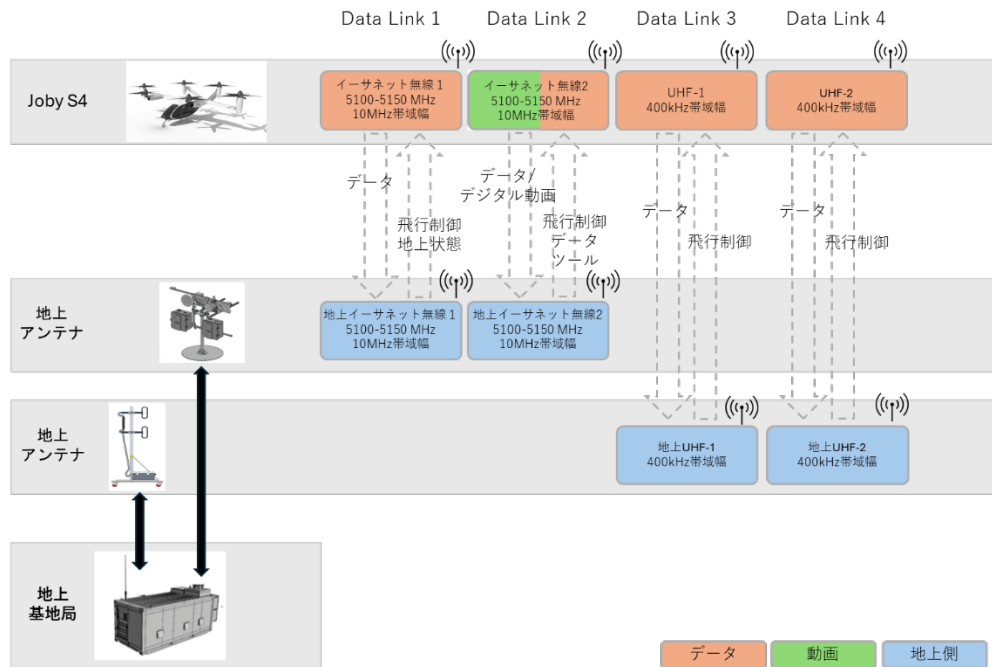 Data Link 1
Data Link 2
Data Link 3
Data Link 4
Joby S4
イーサネット無線1
5100-5150 MHz
10MHz帯域幅
イーサネット無線2
5100-5150 MHz
10MHz帯域幅
UHF-1
400kHz帯域幅
UHF-2
400kHz帯域幅
データ
飛行制御
地上状態
データ/
デジタル動画
飛行制御
データ
ツール
データ
飛行制御
データ
飛行制御
地上
アンテナ
地上イーサネット無線1
5100-5150 MHz
10MHz帯域幅
地上イーサネット無線2
5100-5150 MHz
10MHz帯域幅
地上
アンテナ
地上UHF-1
400kHz帯域幅
地上UHF-2
400kHz帯域幅
地上
基地局
データ
動画
地上側